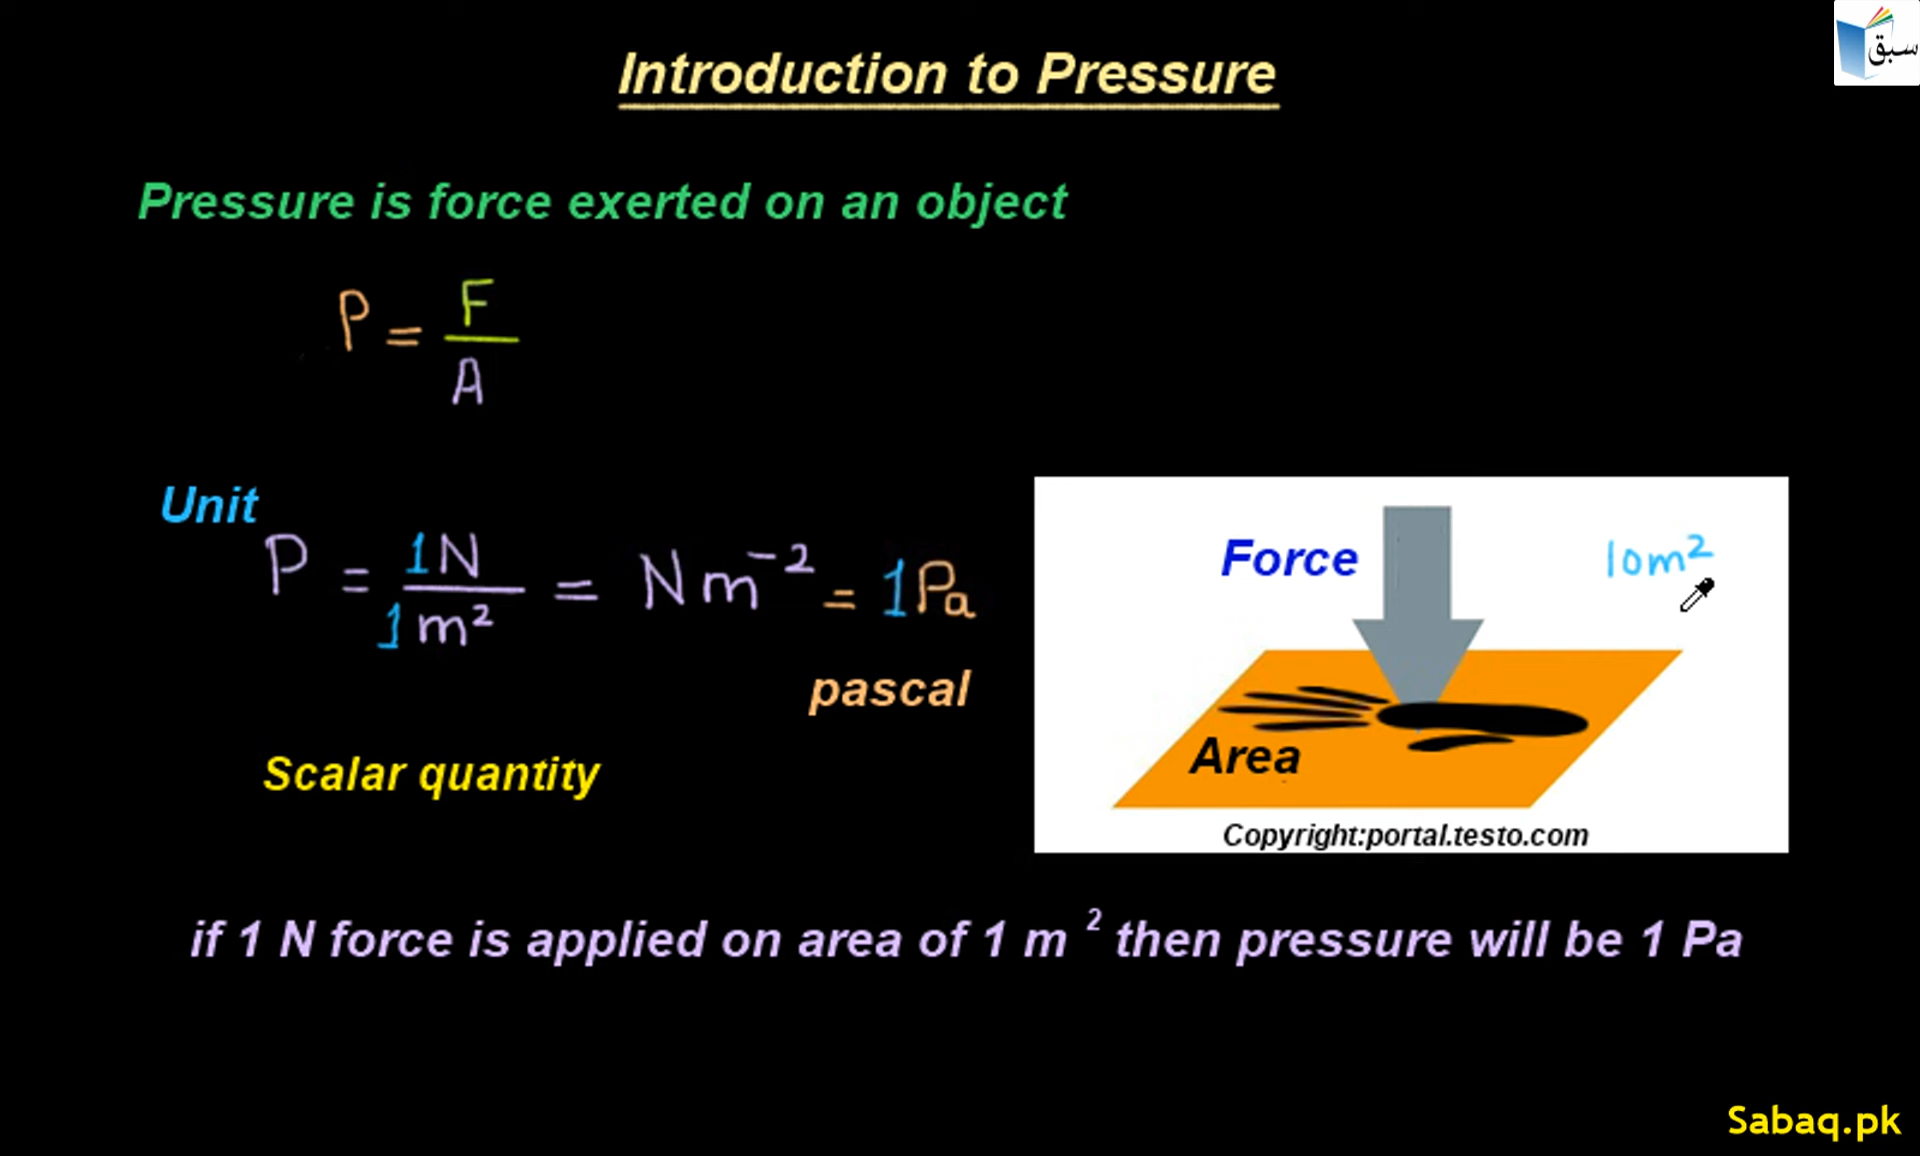 سبق
Introduction to Pressure
Pressure is force exerted on an object
P = F / A
Unit
P = 1N / 1m² = Nm⁻² = 1Pa
pascal
Scalar quantity
Force
10m²
Area
Copyright:portal.testo.com
if 1 N force is applied on area of 1 m ² then pressure will be 1 Pa
Sabaq.pk